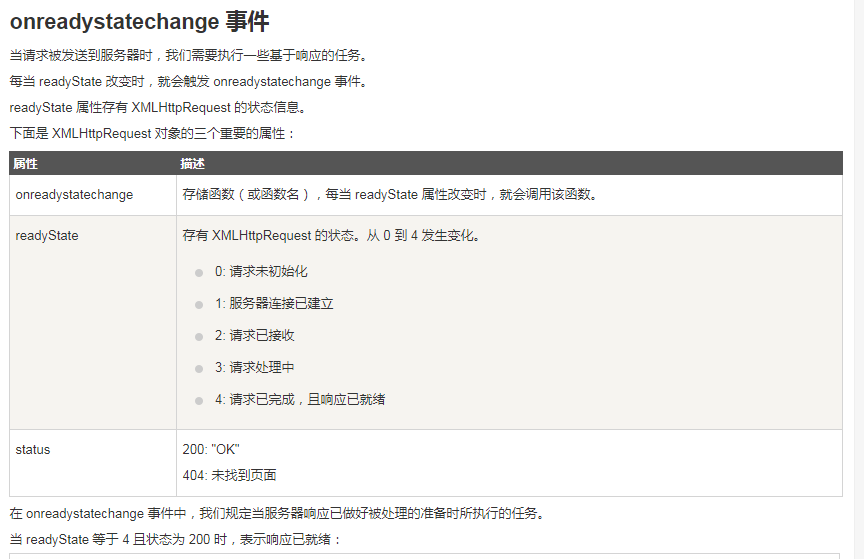 onreadystatechange 事件
当请求被发送到服务器时，我们需要执行一些基于响应的任务。
每当 readyState 改变时，就会触发 onreadystatechange 事件。
readyState 属性存有 XMLHttpRequest 的状态信息。
下面是 XMLHttpRequest 对象的三个重要的属性：
属性 描述
onreadystatechange 存储函数（或函数名），每当 readyState 属性改变时，就会调用该函数。
readyState 存有 XMLHttpRequest 的状态。从 0 到 4 发生变化。
0: 请求未初始化
1: 服务器连接已建立
2: 请求已接收
3: 请求处理中
4: 请求已完成，且响应已就绪
status 200: "OK"
404: 未找到页面
在 onreadystatechange 事件中，我们规定当服务器响应已做好被处理的准备时所执行的任务。
当 readyState 等于 4 且状态为 200 时，表示响应已就绪：